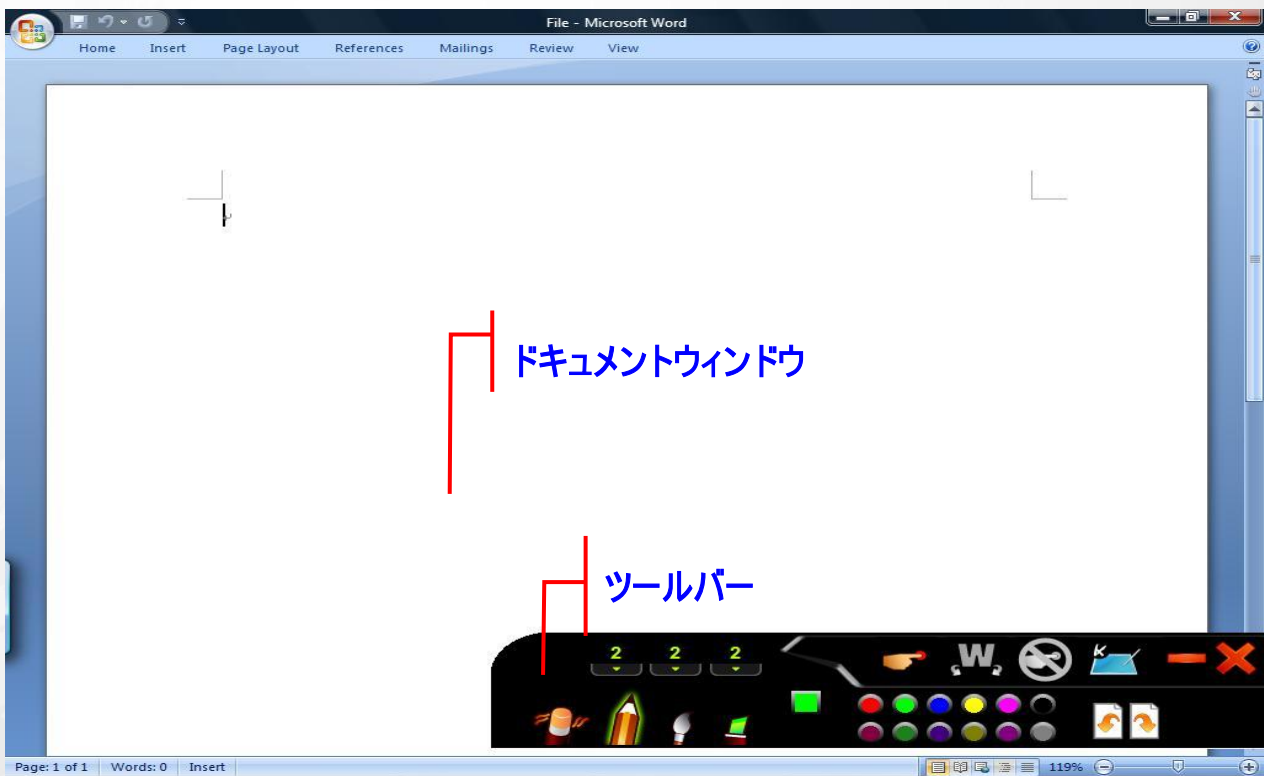 File - Microsoft Word
Home Insert Page Layout References Mailings Review View
ドキュメントウィンドウ
ツールバー
2 2 2
W
K
Page: 1 of 1 Words: 0 Insert 119%